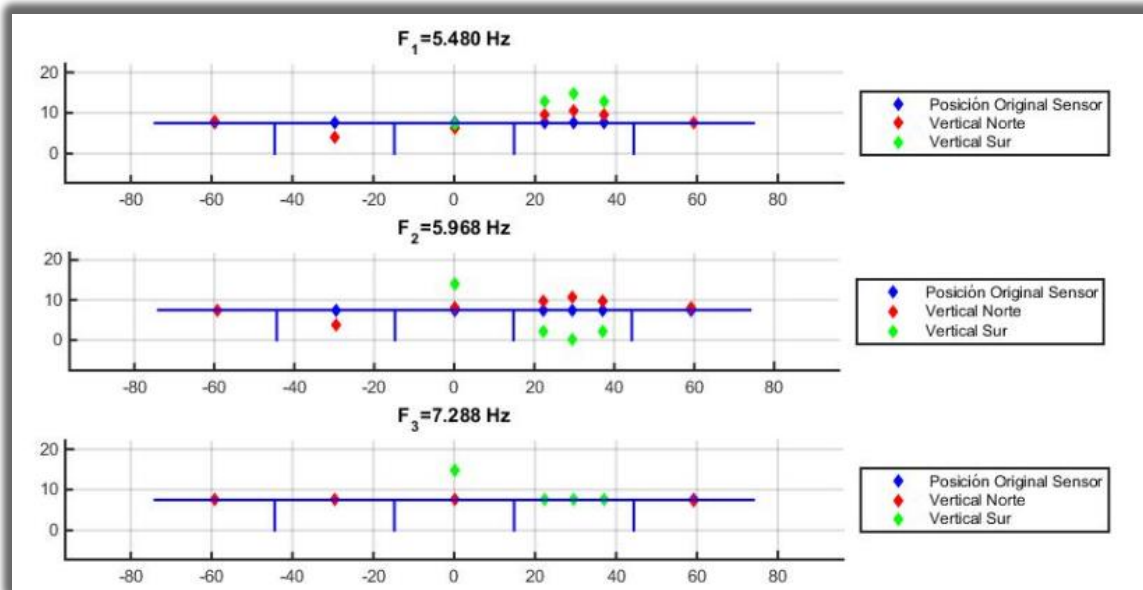 F1=5.480 Hz
20
10
0
-80 -60 -40 -20 0 20 40 60 80
Posición Original Sensor
Vertical Norte
Vertical Sur
F2=5.968 Hz
20
10
0
-80 -60 -40 -20 0 20 40 60 80
Posición Original Sensor
Vertical Norte
Vertical Sur
F3=7.288 Hz
20
10
0
-80 -60 -40 -20 0 20 40 60 80
Posición Original Sensor
Vertical Norte
Vertical Sur